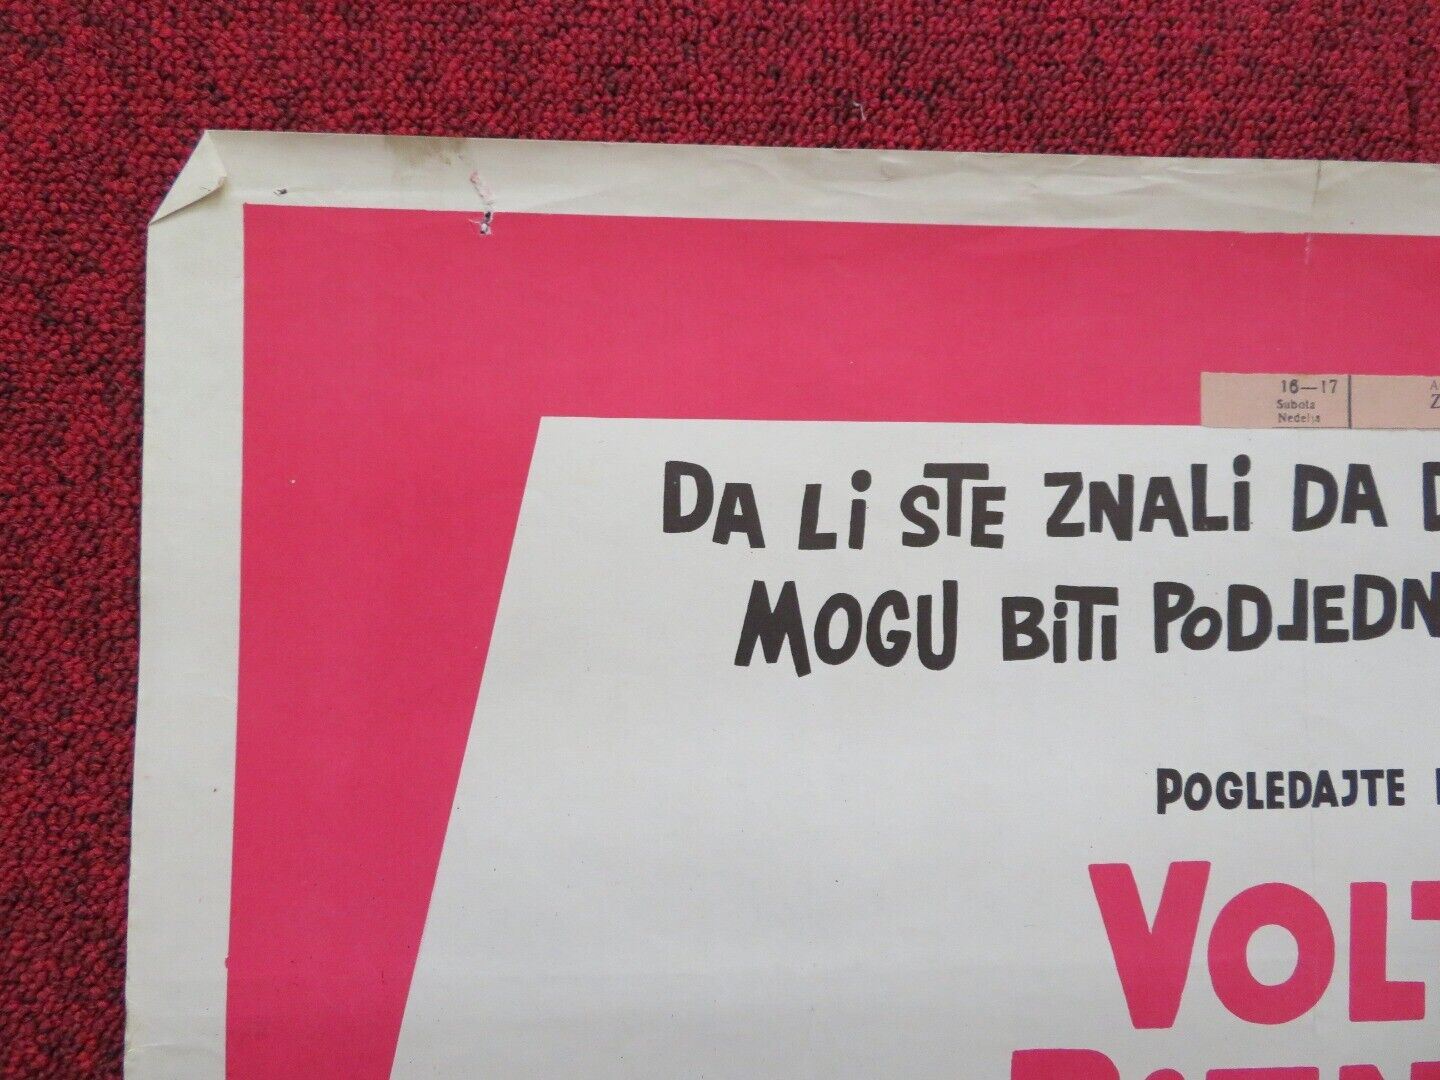 16—17
Subota
Nedelja
DA Li STE ZNALi DA
MOGU BiTi PODJEDN
POGLEDAJTE
VOLT